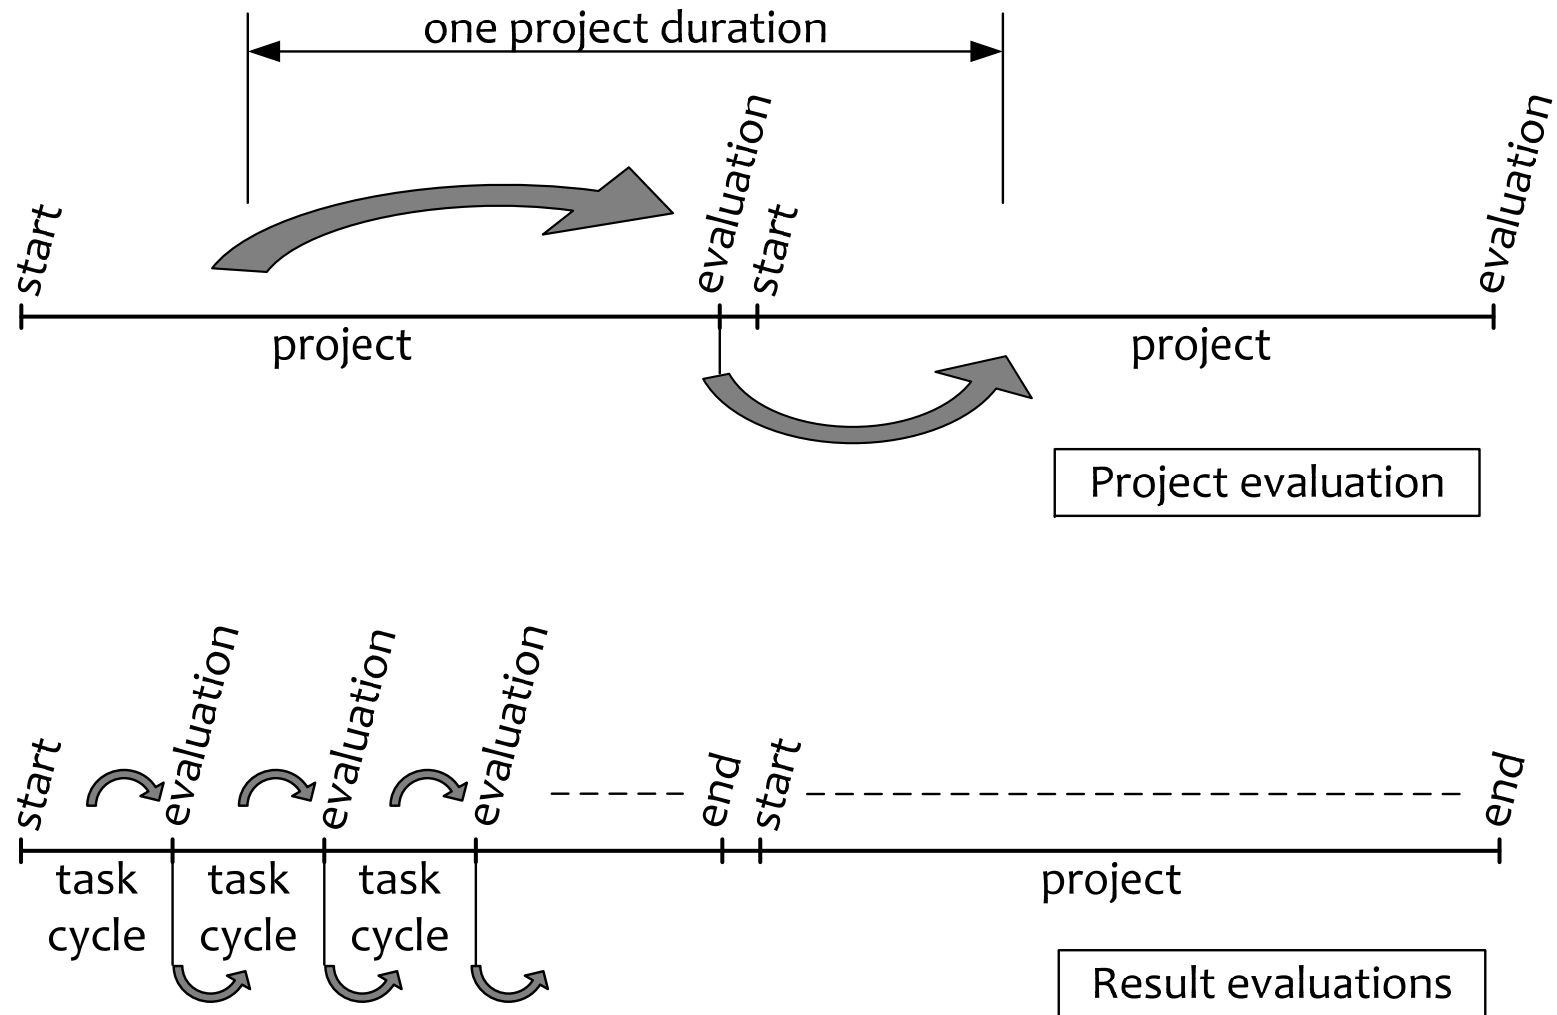 one project duration
start
evaluation
start
evaluation
project
project
Project evaluation
start
evaluation
evaluation
evaluation
end
start
end
task
cycle
task
cycle
task
cycle
project
Result evaluations